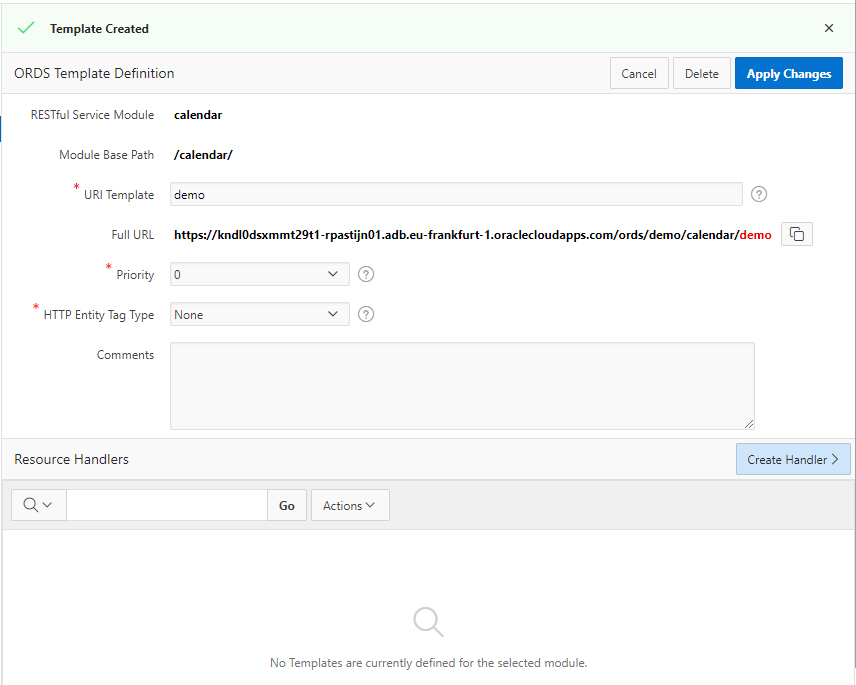 Template Created
ORDS Template Definition
Cancel
Delete
Apply Changes
RESTful Service Module calendar
Module Base Path /calendar/
* URI Template demo
Full URL https://kndl0dsxmmt29t1-rpastijn01.adb.eu-frankfurt-1.oraclecloudapps.com/ords/demo/calendar/demo
* Priority 0
* HTTP Entity Tag Type None
Comments
Resource Handlers
Create Handler
Go
Actions
No Templates are currently defined for the selected module.